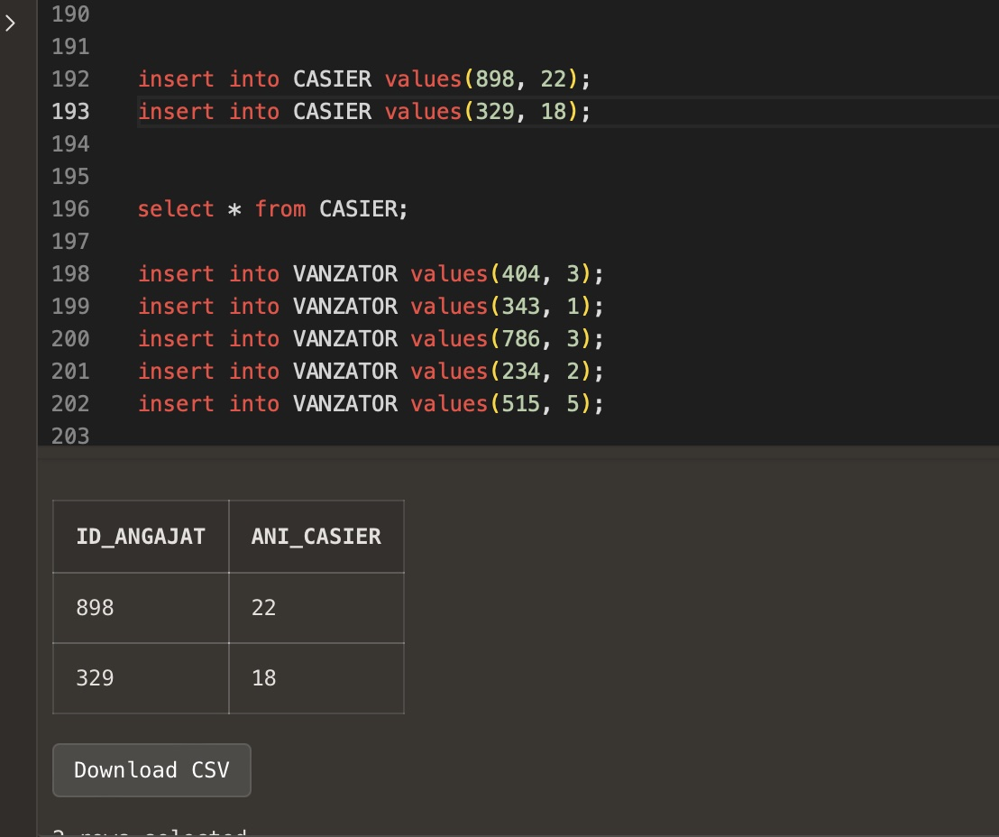 190
191
192 insert into CASIER values(898, 22);
193 insert into CASIER values(329, 18);
194
195
196 select * from CASIER;
197
198 insert into VANZATOR values(404, 3);
199 insert into VANZATOR values(343, 1);
200 insert into VANZATOR values(786, 3);
201 insert into VANZATOR values(234, 2);
202 insert into VANZATOR values(515, 5);
203
ID_ANGAJAT ANI_CASIER
898 22
329 18
Download CSV
rows selected